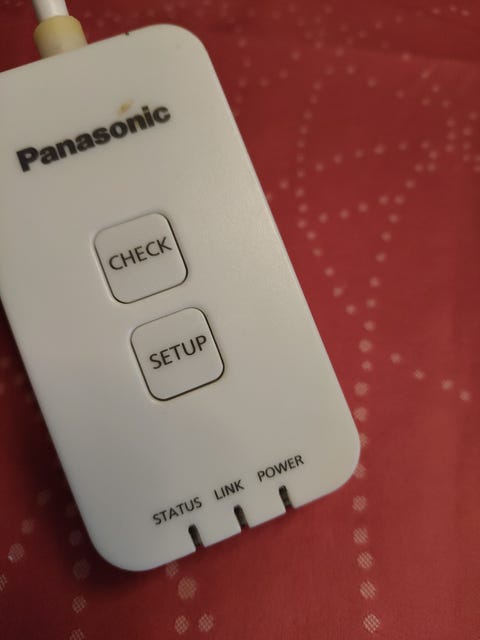 Panasonic
CHECK
SETUP
STATUS LINK POWER